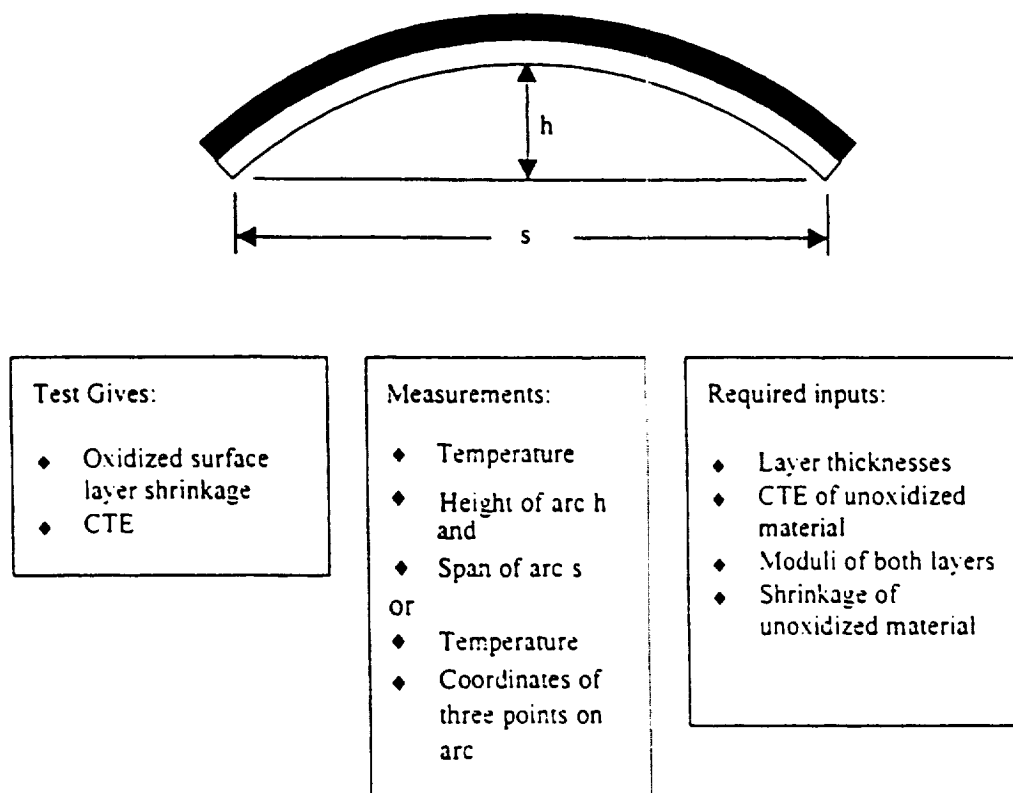 h
s
Test Gives:
♦ Oxidized surface
layer shrinkage
♦ CTE
Measurements:
♦ Temperature
♦ Height of arc h
and
♦ Span of arc s
or
♦ Temperature
♦ Coordinates of
three points on
arc
Required inputs:
♦ Layer thicknesses
♦ CTE of unoxidized
material
♦ Moduli of both layers
♦ Shrinkage of
unoxidized material